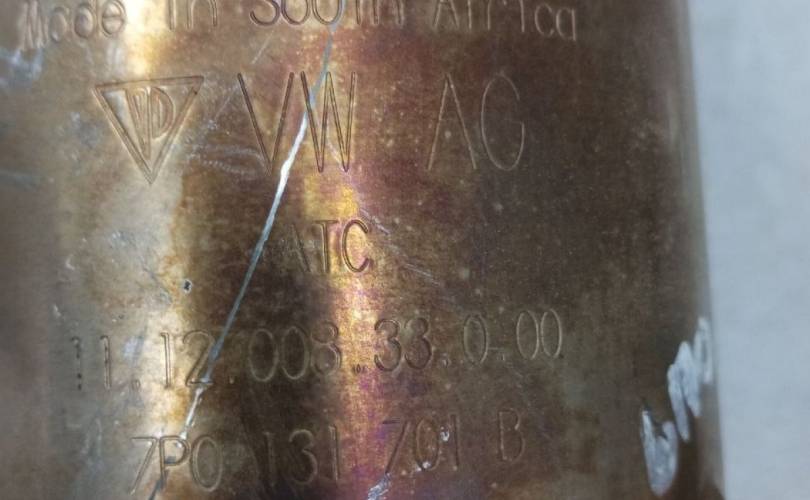 Made in South Africa
VW AG
ATC
11.12 008.33.0.00
7P0 131 701 B